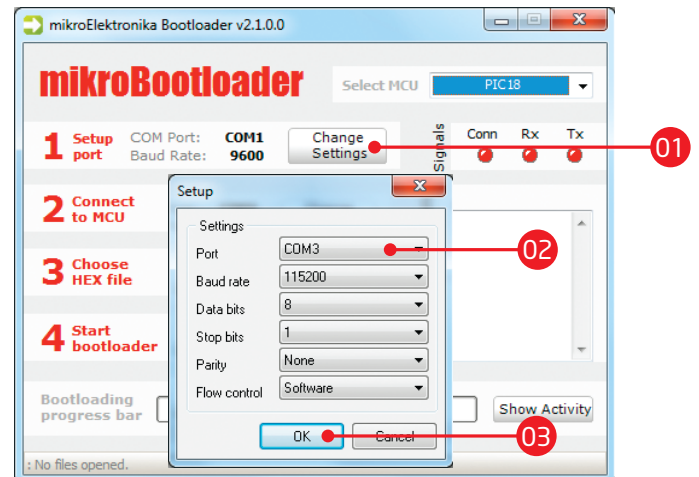 mikroElektronika Bootloader v2.1.0.0
mikroBootloader
Select MCU
PIC18
1 Setup port
COM Port: COM1
Baud Rate: 9600
Change Settings
Signals
Conn Rx Tx
01
2 Connect to MCU
3 Choose HEX file
4 Start bootloader
Setup
Settings
Port COM3
02
Baud rate 115200
Data bits 8
Stop bits 1
Parity None
Flow control Software
OK Cancel
03
Bootloading progress bar
Show Activity
: No files opened.